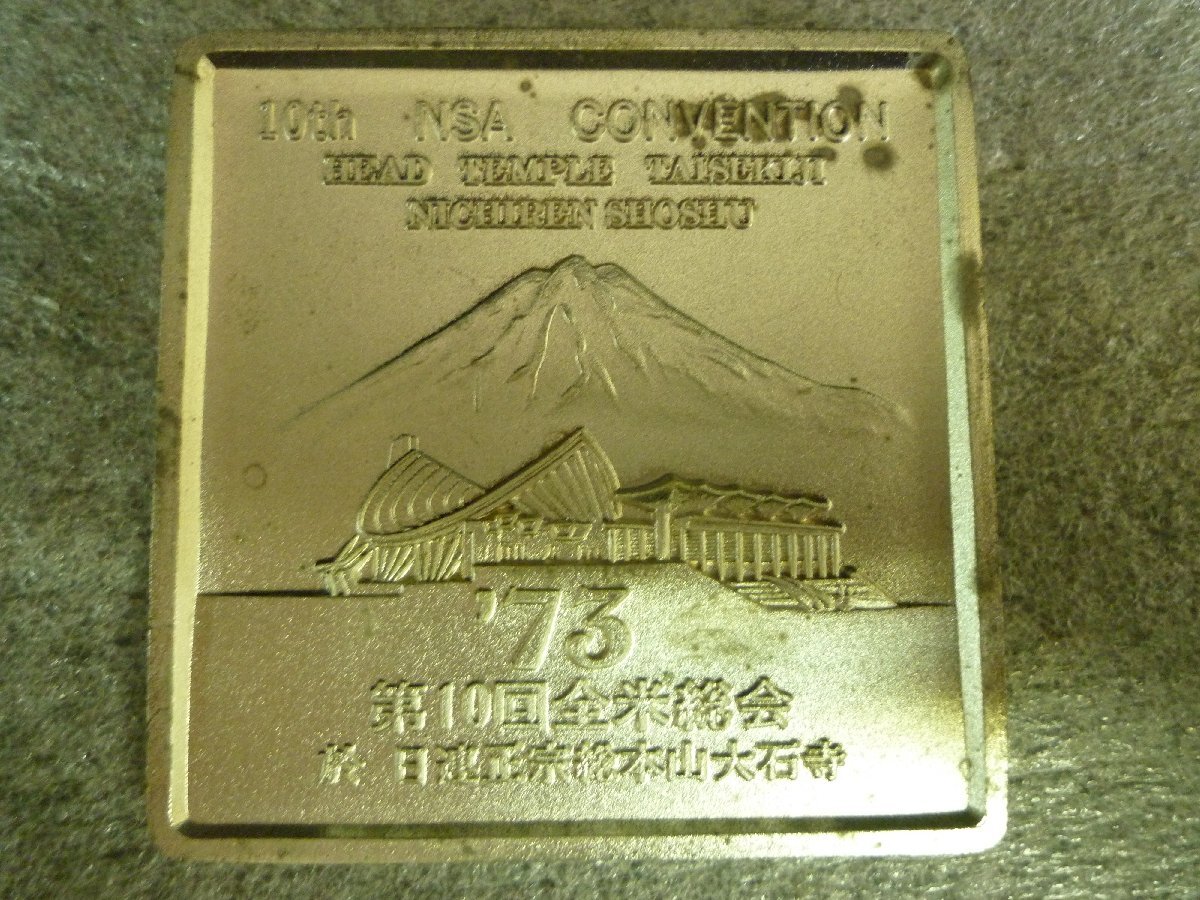 10th NSA CONVENTION
HEAD TEMPLE TAISEKIJI
NICHIREN SHOSHU
'73
第10回全米総会
於 日蓮正宗総本山大石寺